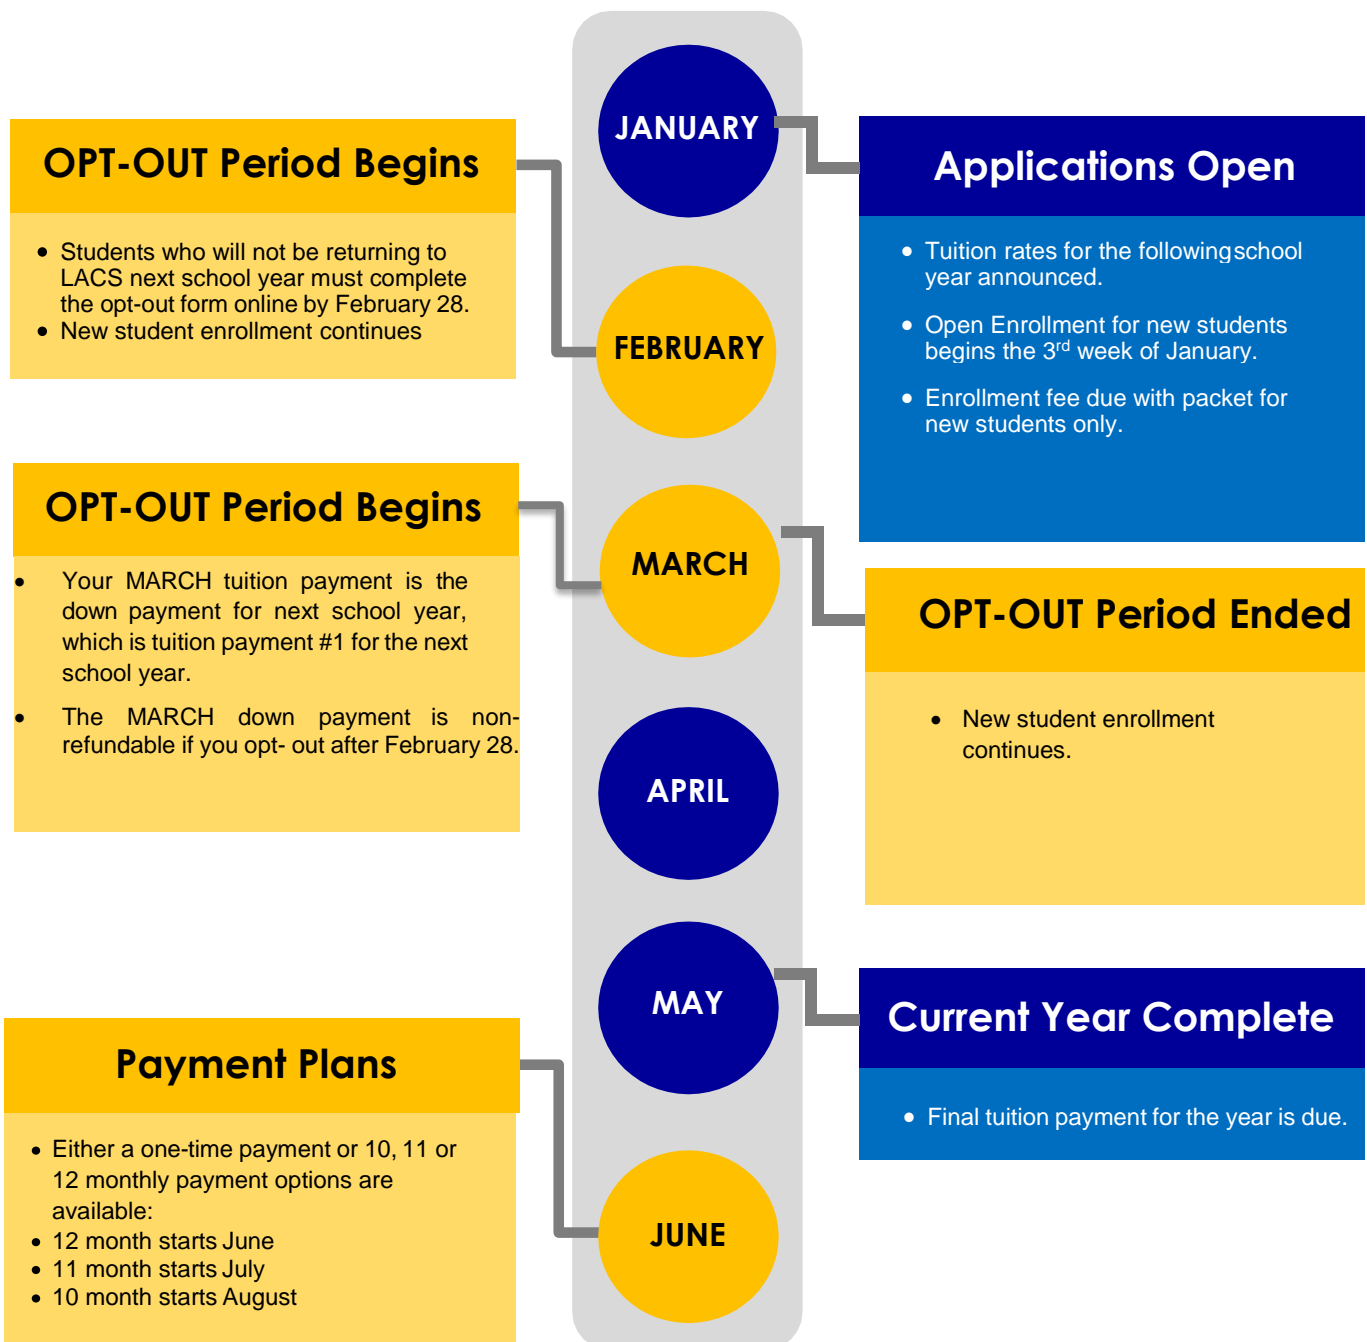 JANUARY
Applications Open
• Tuition rates for the following school
year announced.
• Open Enrollment for new students
begins the 3rd week of January.
• Enrollment fee due with packet for
new students only.
OPT-OUT Period Begins
• Students who will not be returning to
LACS next school year must complete
the opt-out form online by February 28.
• New student enrollment continues
FEBRUARY
OPT-OUT Period Begins
• Your MARCH tuition payment is the
down payment for next school year,
which is tuition payment #1 for the next
school year.
• The MARCH down payment is non-
refundable if you opt- out after February 28.
MARCH
OPT-OUT Period Ended
• New student enrollment
continues.
APRIL
MAY
Current Year Complete
• Final tuition payment for the year is due.
Payment Plans
• Either a one-time payment or 10, 11 or
12 monthly payment options are
available:
• 12 month starts June
• 11 month starts July
• 10 month starts August
JUNE